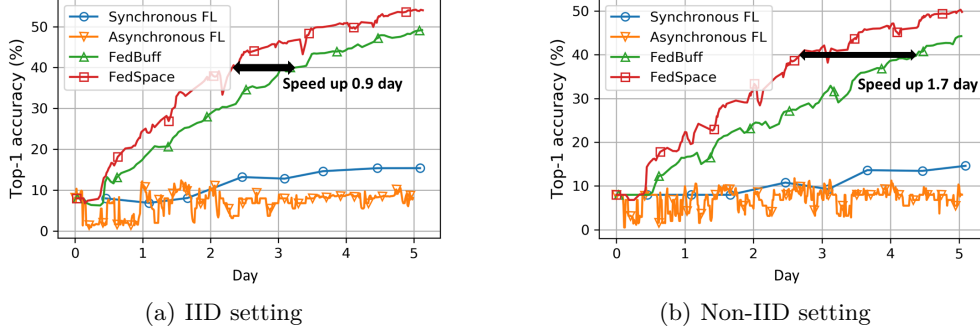 Top-1 accuracy (%)
50
40
30
20
10
0
Synchronous FL
Asynchronous FL
FedBuff
FedSpace
Speed up 0.9 day
0 1 2 3 4 5
Day
(a) IID setting
Top-1 accuracy (%)
50
40
30
20
10
0
Synchronous FL
Asynchronous FL
FedBuff
FedSpace
Speed up 1.7 day
0 1 2 3 4 5
Day
(b) Non-IID setting